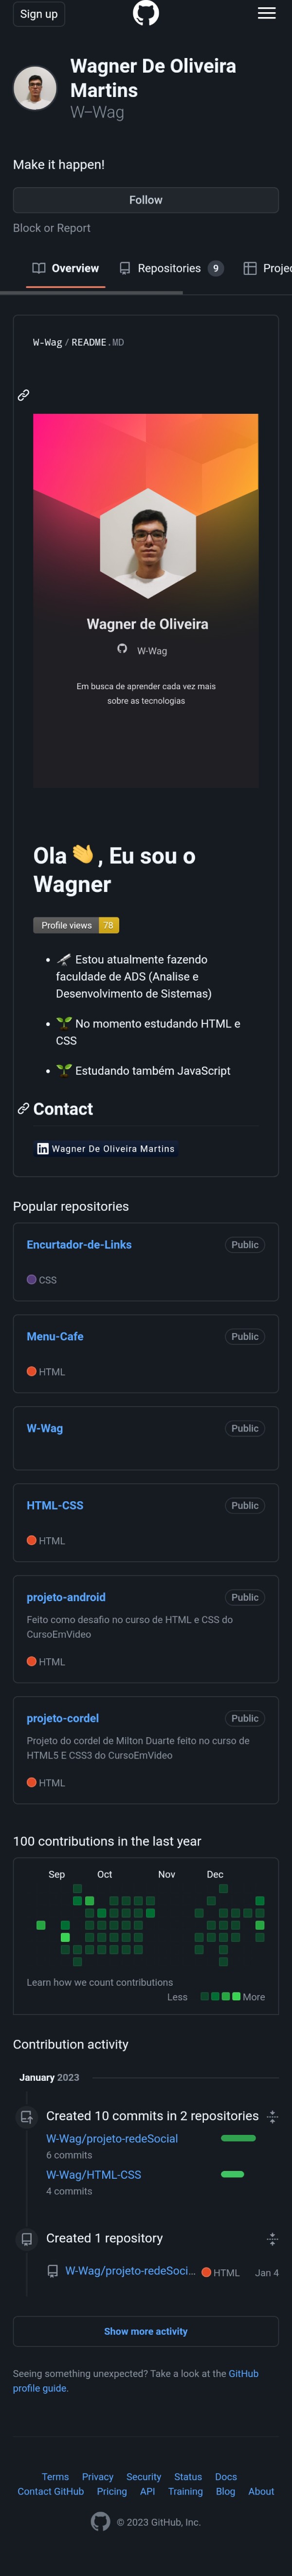 Sign up
Wagner De Oliveira
Martins
W-Wag
Make it happen!
Follow
Block or Report
Overview
Repositories 9
Projec
W-Wag / README.MD
Wagner de Oliveira
W-Wag
Em busca de aprender cada vez mais
sobre as tecnologias
Ola 👋 , Eu sou o
Wagner
Profile views 78
🔭 Estou atualmente fazendo
faculdade de ADS (Analise e
Desenvolvimento de Sistemas)
🌱 No momento estudando HTML e
CSS
🌱 Estudando também JavaScript
Contact
in Wagner De Oliveira Martins
Popular repositories
Encurtador-de-Links Public
CSS
Menu-Cafe Public
HTML
W-Wag Public
HTML-CSS Public
HTML
projeto-android Public
Feito como desafio no curso de HTML e CSS do
CursoEmVideo
HTML
projeto-cordel Public
Projeto do cordel de Milton Duarte feito no curso de
HTML5 E CSS3 do CursoEmVideo
HTML
100 contributions in the last year
Sep Oct Nov Dec
Learn how we count contributions
Less More
Contribution activity
January 2023
Created 10 commits in 2 repositories
W-Wag/projeto-redeSocial
6 commits
W-Wag/HTML-CSS
4 commits
Created 1 repository
W-Wag/projeto-redeSoci... HTML Jan 4
Show more activity
Seeing something unexpected? Take a look at the GitHub
profile guide.
Terms Privacy Security Status Docs
Contact GitHub Pricing API Training Blog About
© 2023 GitHub, Inc.